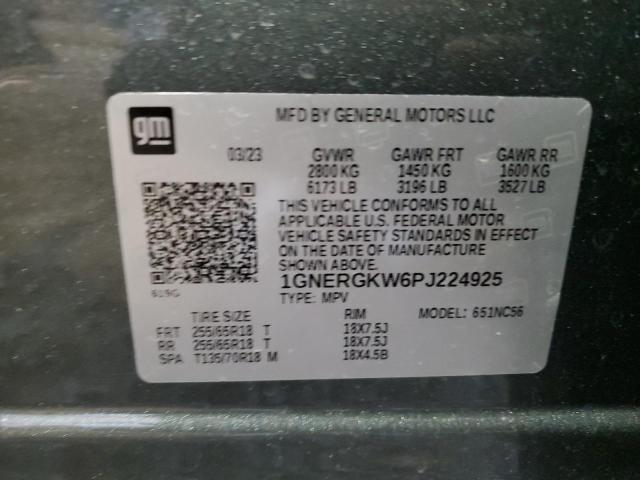 gm
MFD BY GENERAL MOTORS LLC
03/23 GVWR GAWR FRT GAWR RR
2800 KG 1450 KG 1600 KG
6173 LB 3196 LB 3527 LB
THIS VEHICLE CONFORMS TO ALL
APPLICABLE U.S. FEDERAL MOTOR
VEHICLE SAFETY STANDARDS IN EFFECT
ON THE DATE OF MANUFACTURE
SHOWN ABOVE.
619G
1GNERGKW6PJ224925
TYPE: MPV
TIRE SIZE RIM MODEL: 651NC56
FRT 255/65R18 T 18X7.5J
RR 255/65R18 T 18X7.5J
SPA T135/70R18 M 18X4.5B